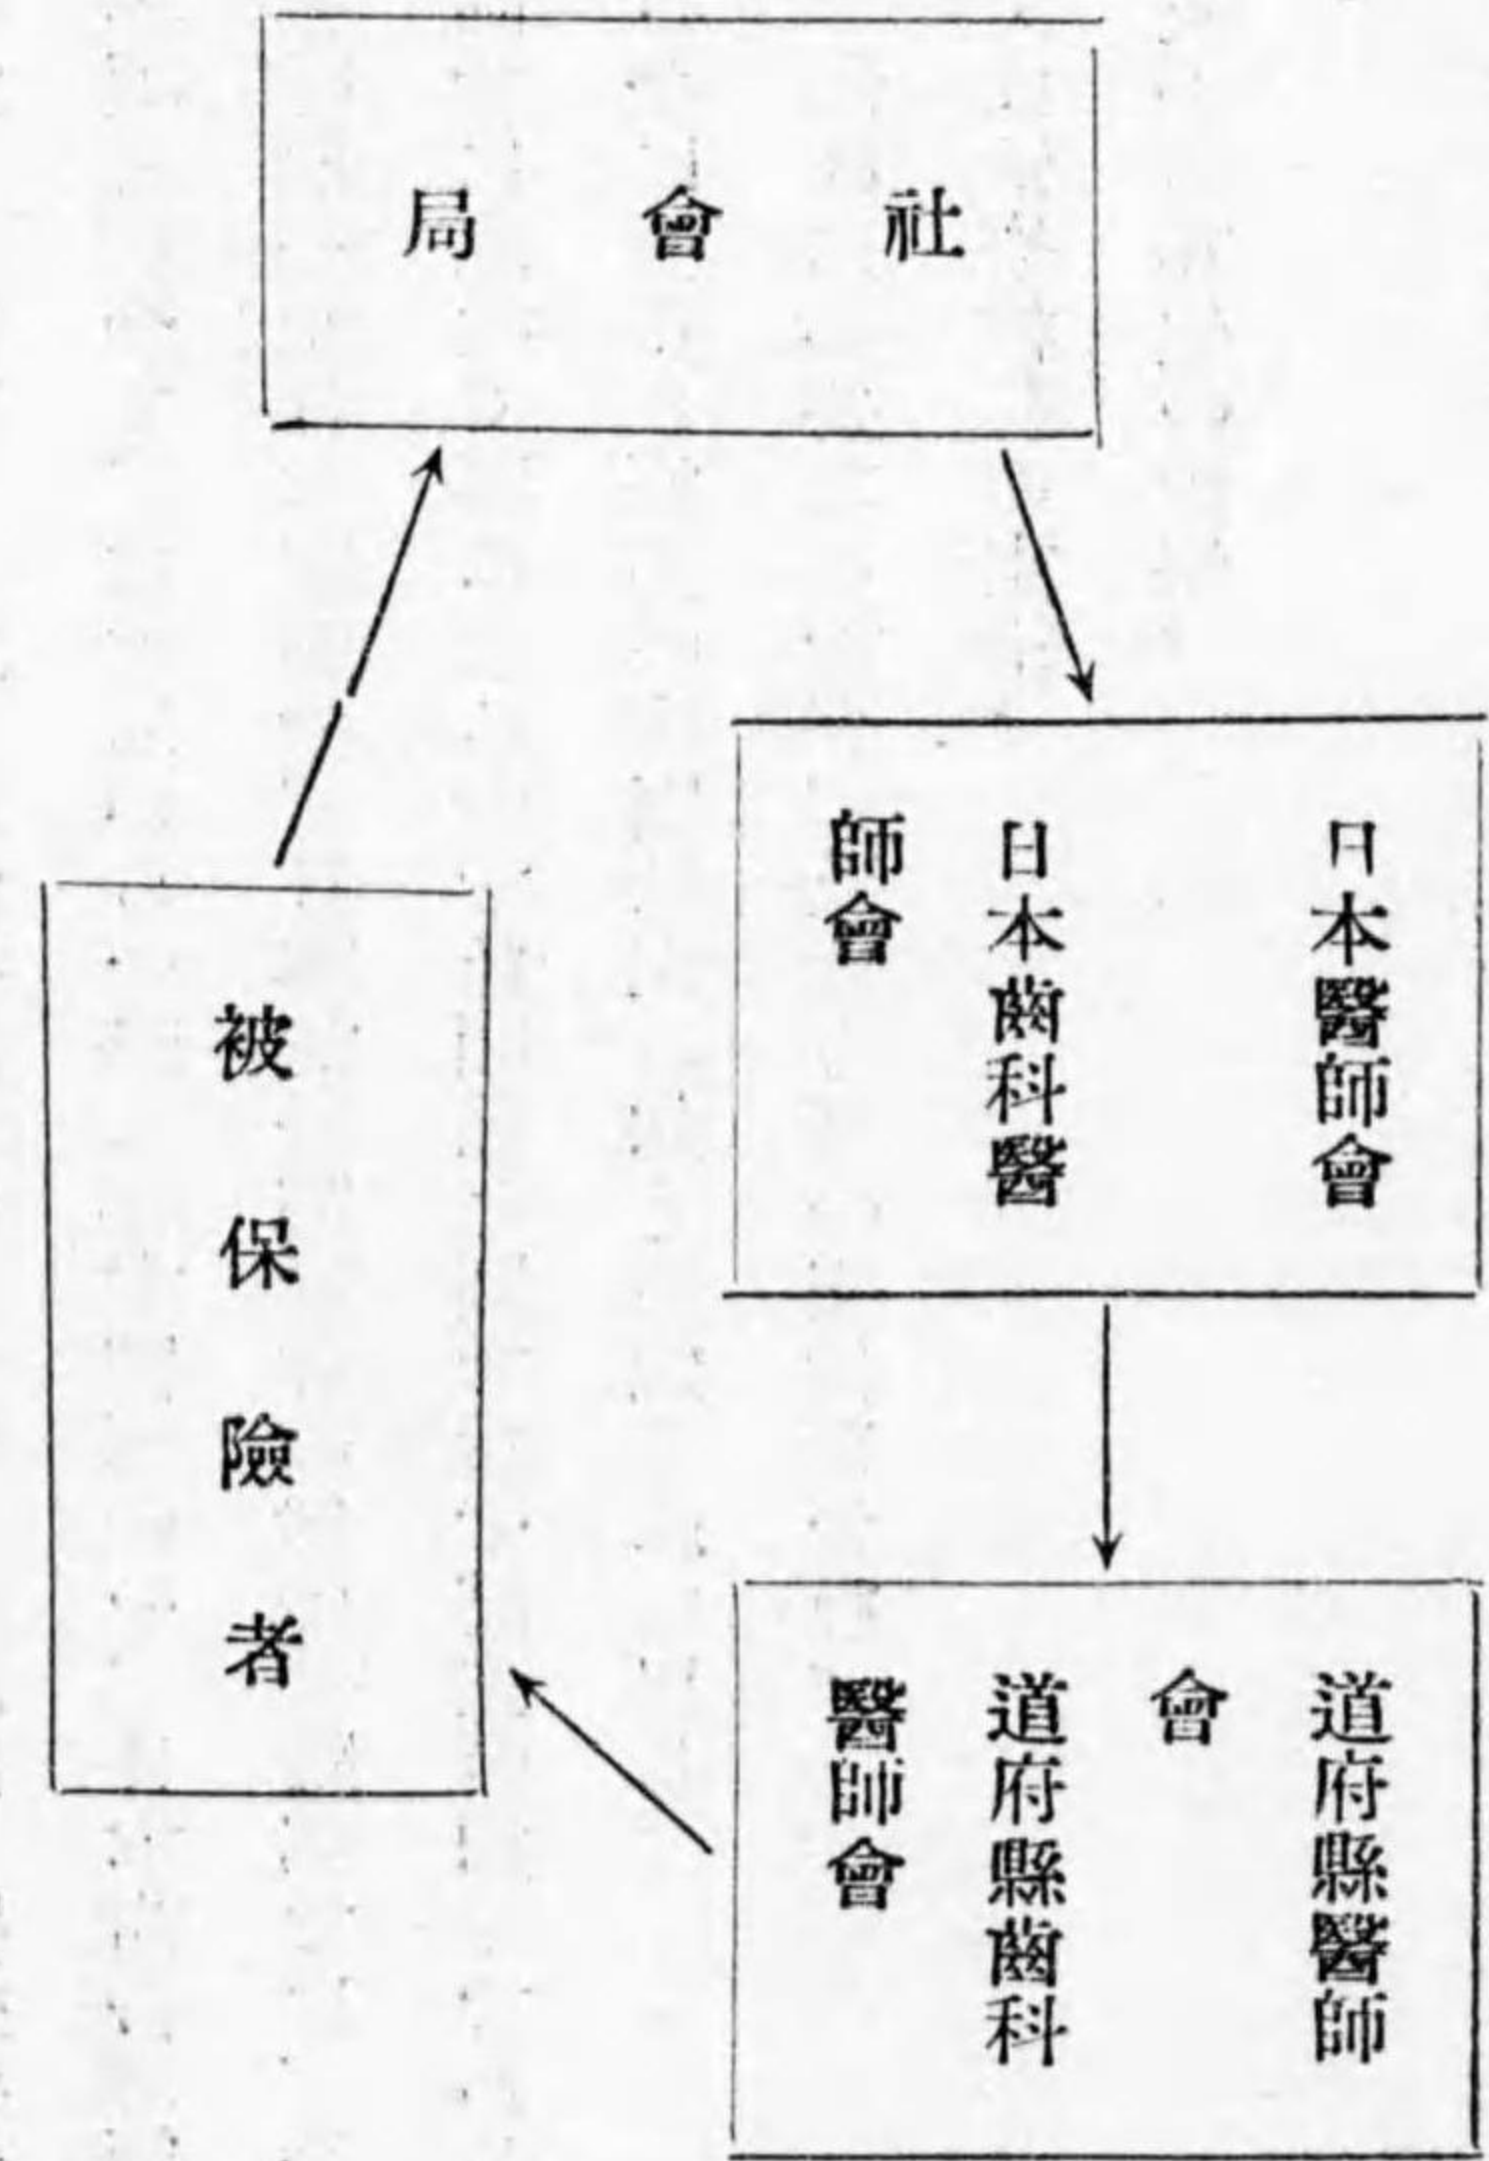 社會局
日本醫師會
日本齒科醫
師會
道府縣醫師
會
道府縣齒科
醫師會
被保險者